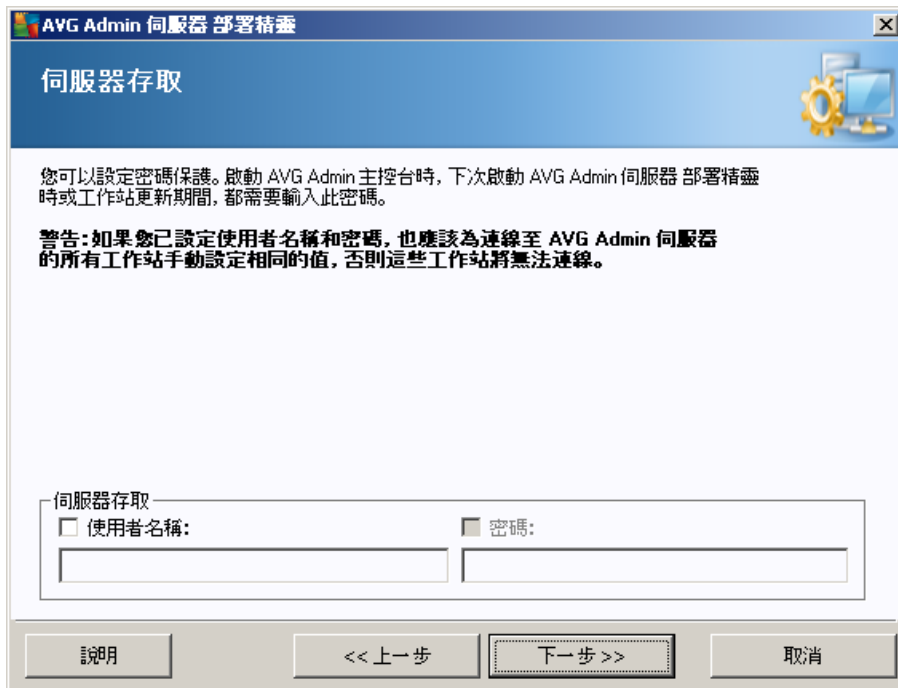 AVG Admin 伺服器 部署精靈
伺服器存取
您可以設定密碼保護。啟動 AVG Admin 主控台時, 下次啟動 AVG Admin 伺服器 部署精靈
時或工作站更新期間, 都需要輸入此密碼。
警告:如果您已設定使用者名稱和密碼, 也應該為連線至 AVG Admin 伺服器
的所有工作站手動設定相同的值, 否則這些工作站將無法連線。
伺服器存取
使用者名稱: 密碼:
說明 <<上一步 下一步>> 取消